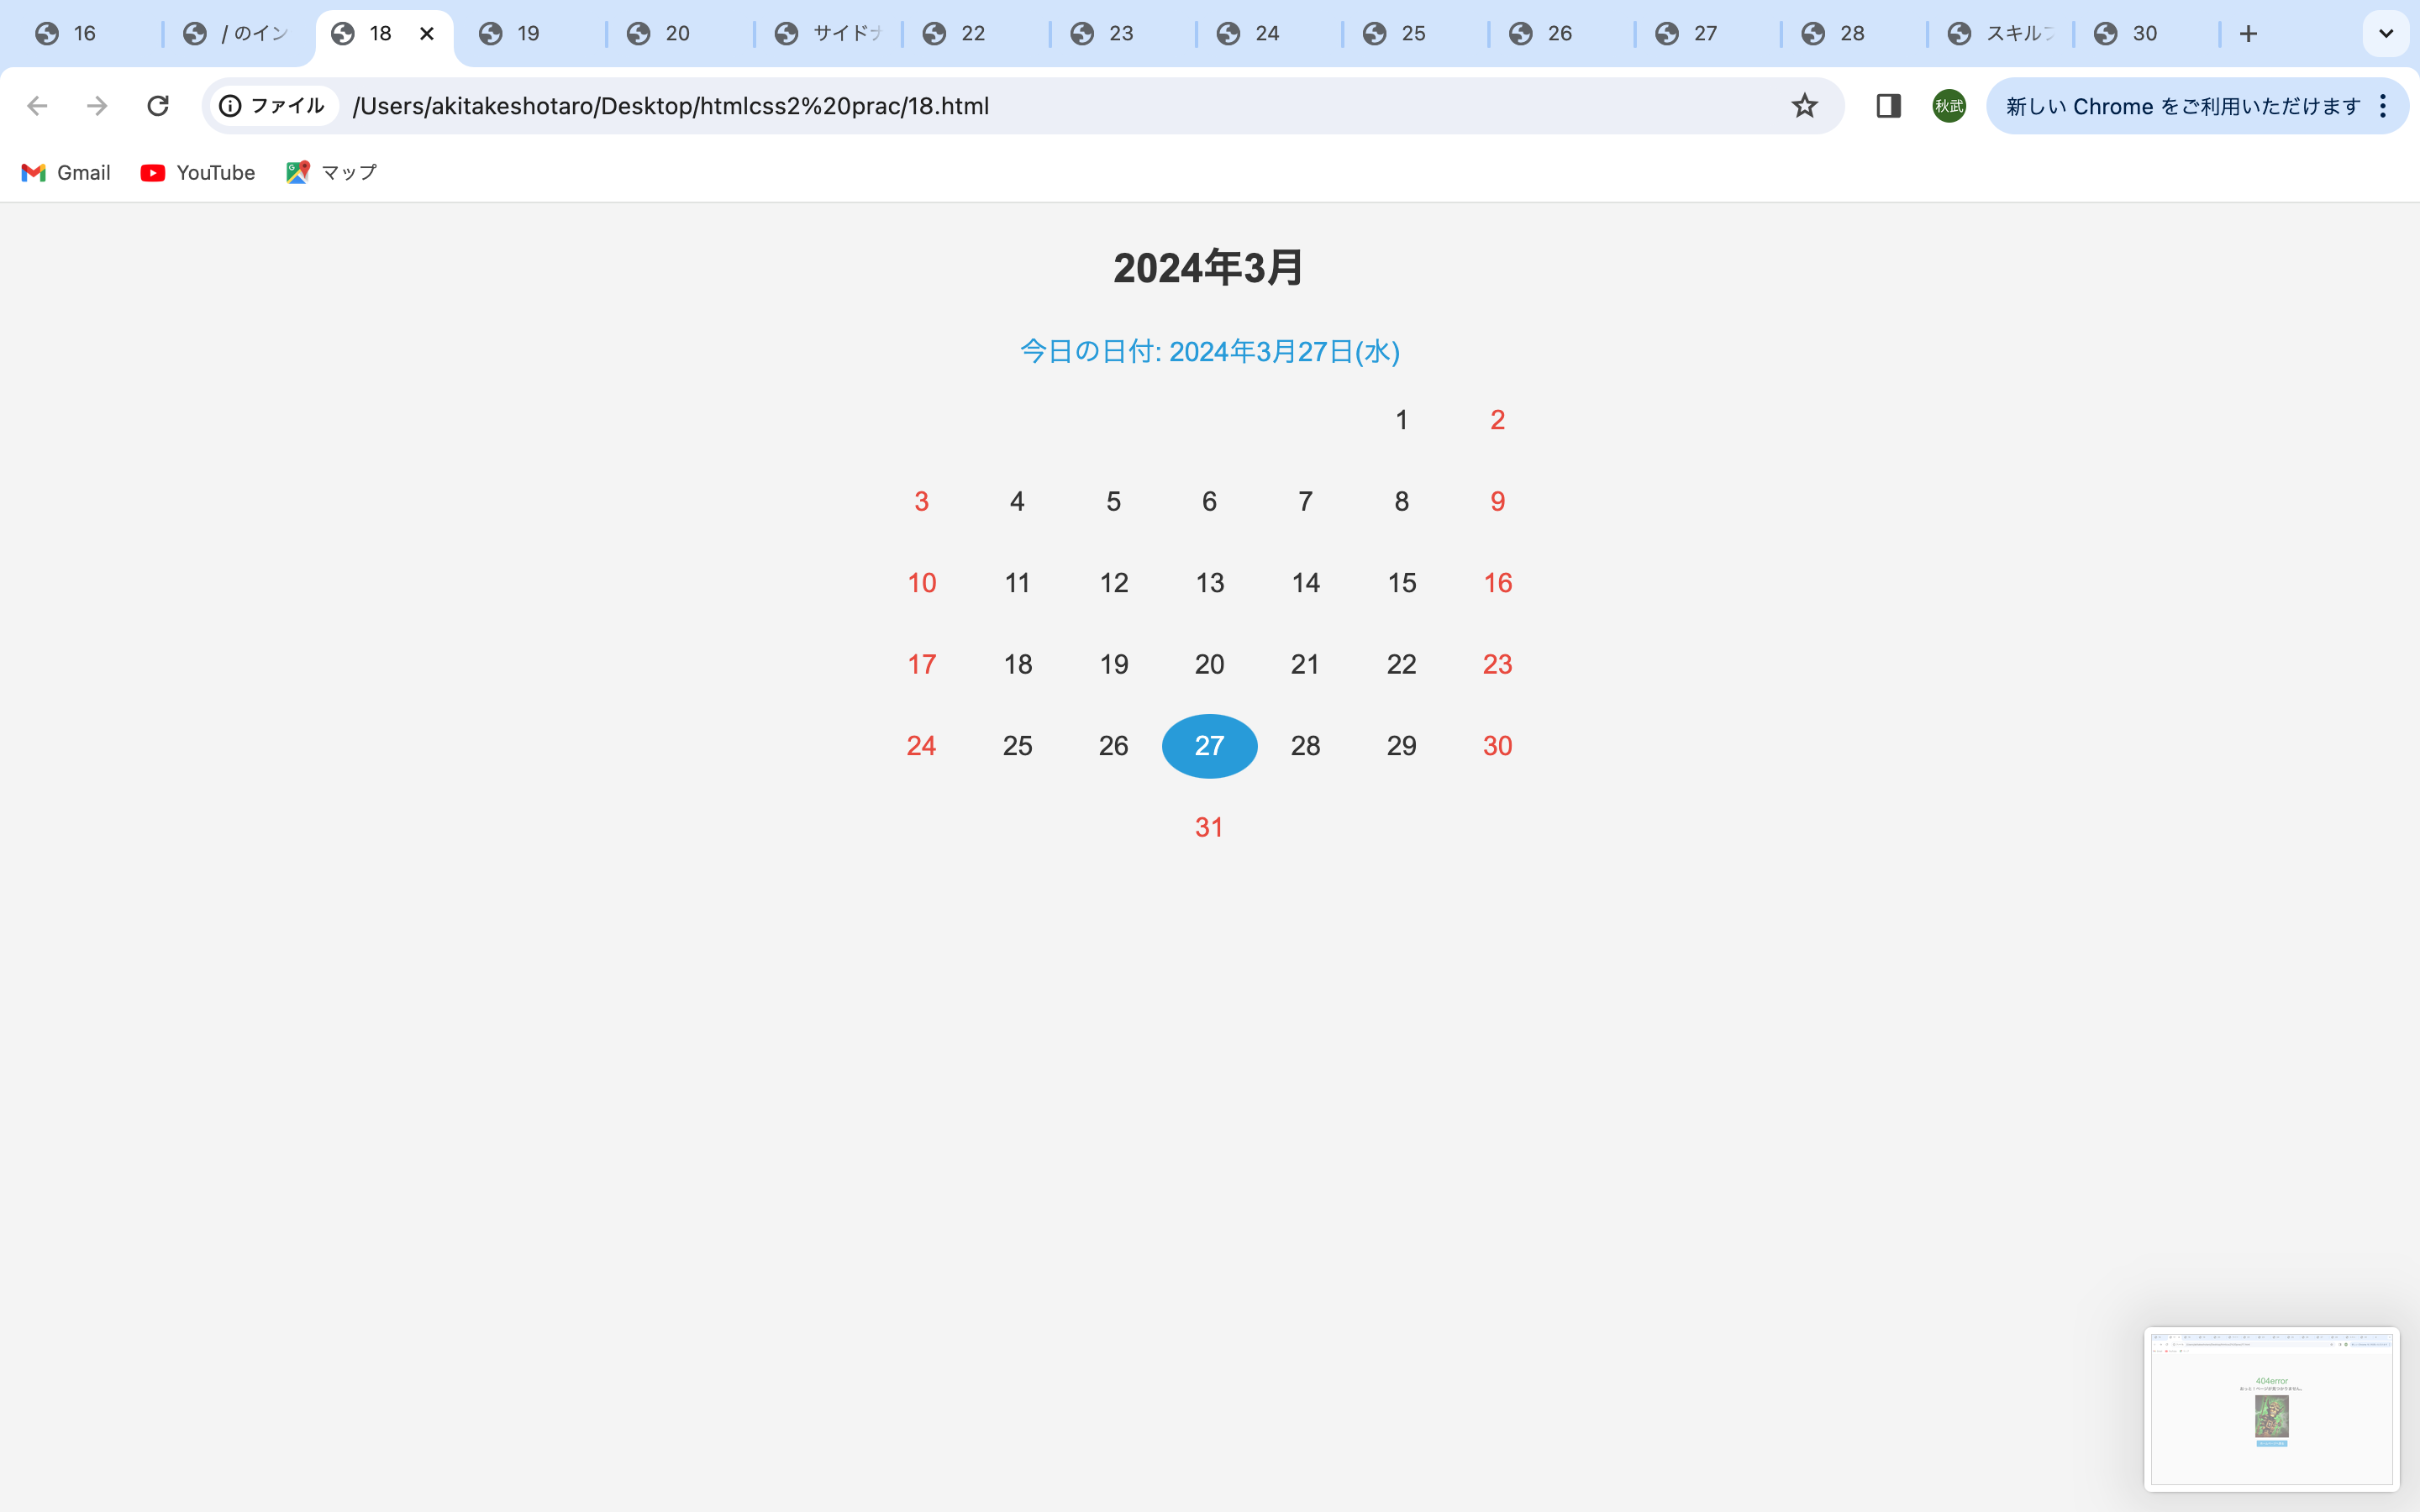 16 / のイン 18 19 20 サイドナ 22 23 24 25 26 27 28 スキルフ 30
ファイル /Users/akitakeshotaro/Desktop/htmlcss2%20prac/18.html 秋武 新しい Chrome をご利用いただけます
Gmail YouTube マップ
2024年3月
今日の日付: 2024年3月27日(水)
1 2
3 4 5 6 7 8 9
10 11 12 13 14 15 16
17 18 19 20 21 22 23
24 25 26 27 28 29 30
31
404error